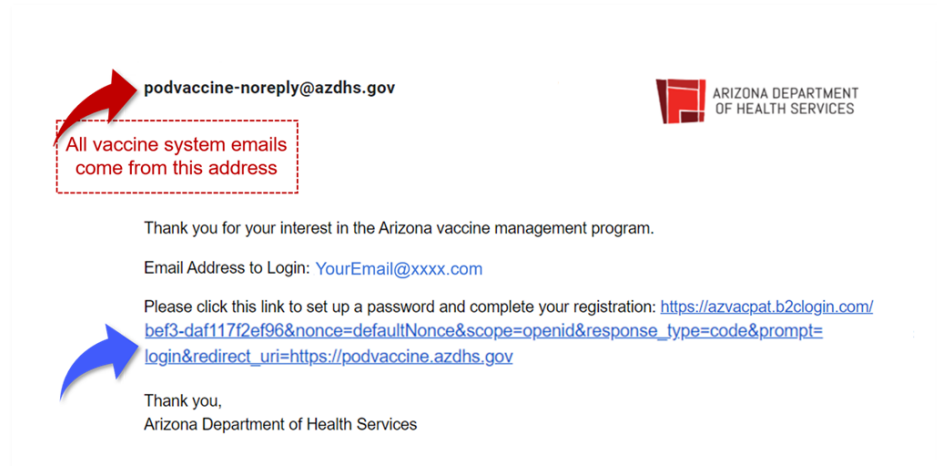 podvaccine-noreply@azdhs.gov
ARIZONA DEPARTMENT
OF HEALTH SERVICES
All vaccine system emails
come from this address
Thank you for your interest in the Arizona vaccine management program.
Email Address to Login: YourEmail@xxxx.com
Please click this link to set up a password and complete your registration: https://azvacpat.b2clogin.com/
bef3-daf117f2ef96&nonce=defaultNonce&scope=openid&response_type=code&prompt=
login&redirect_uri=https://podvaccine.azdhs.gov
Thank you,
Arizona Department of Health Services